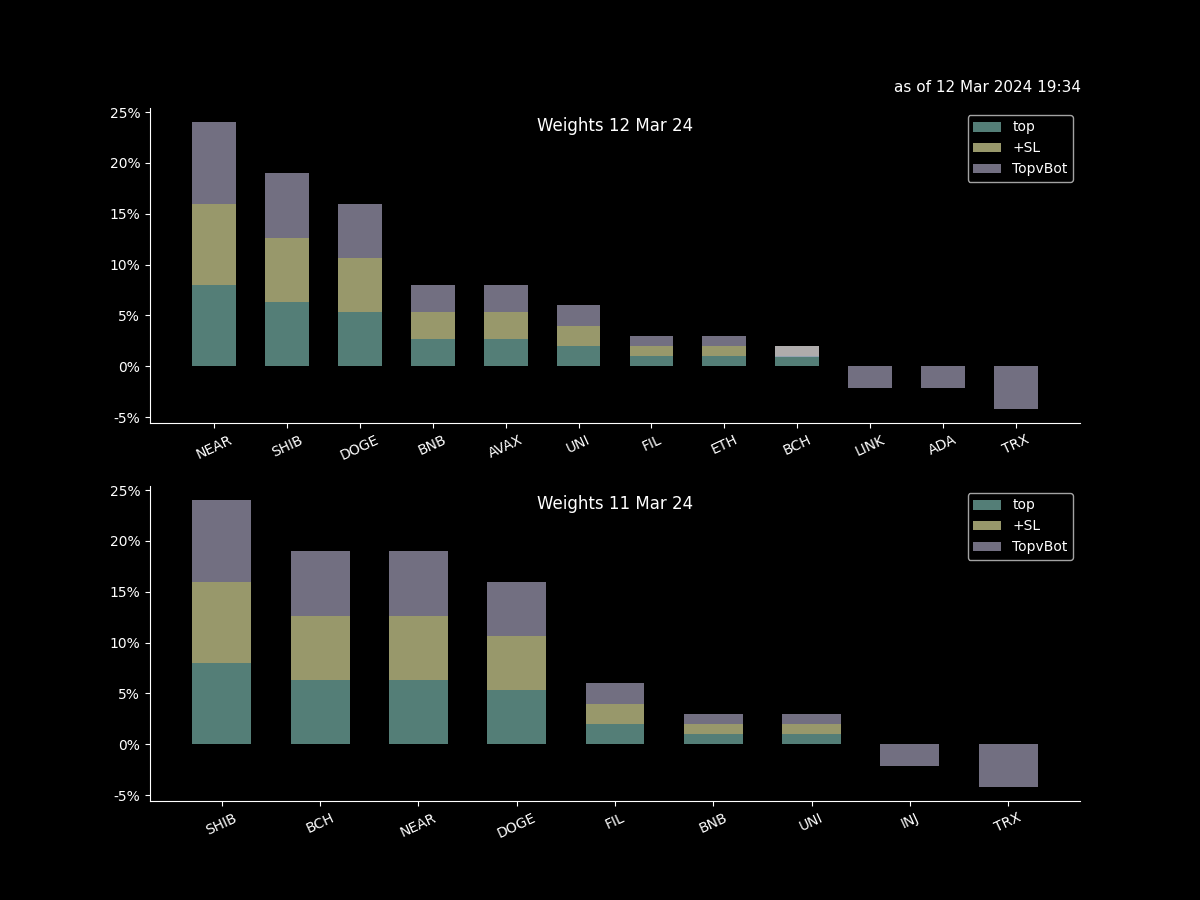 as of 12 Mar 2024 19:34
Weights 12 Mar 24
25%
20%
15%
10%
5%
0%
-5%
top
+SL
TopvBot
NEAR SHIB DOGE BNB AVAX UNI FIL ETH BCH LINK ADA TRX
Weights 11 Mar 24
25%
20%
15%
10%
5%
0%
-5%
top
+SL
TopvBot
SHIB BCH NEAR DOGE FIL BNB UNI INJ TRX